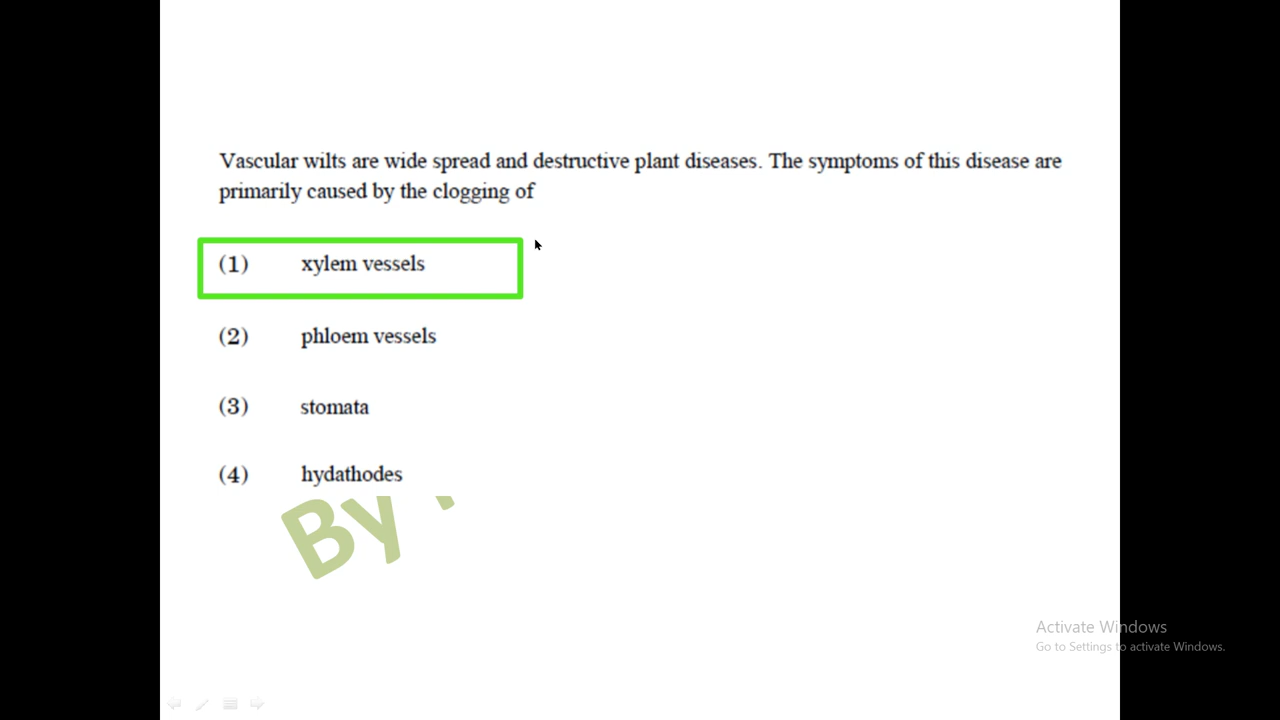 Vascular wilts are wide spread and destructive plant diseases. The symptoms of this disease are
primarily caused by the clogging of
(1) xylem vessels
(2) phloem vessels
(3) stomata
(4) hydathodes
By
Activate Windows
Go to Settings to activate Windows.